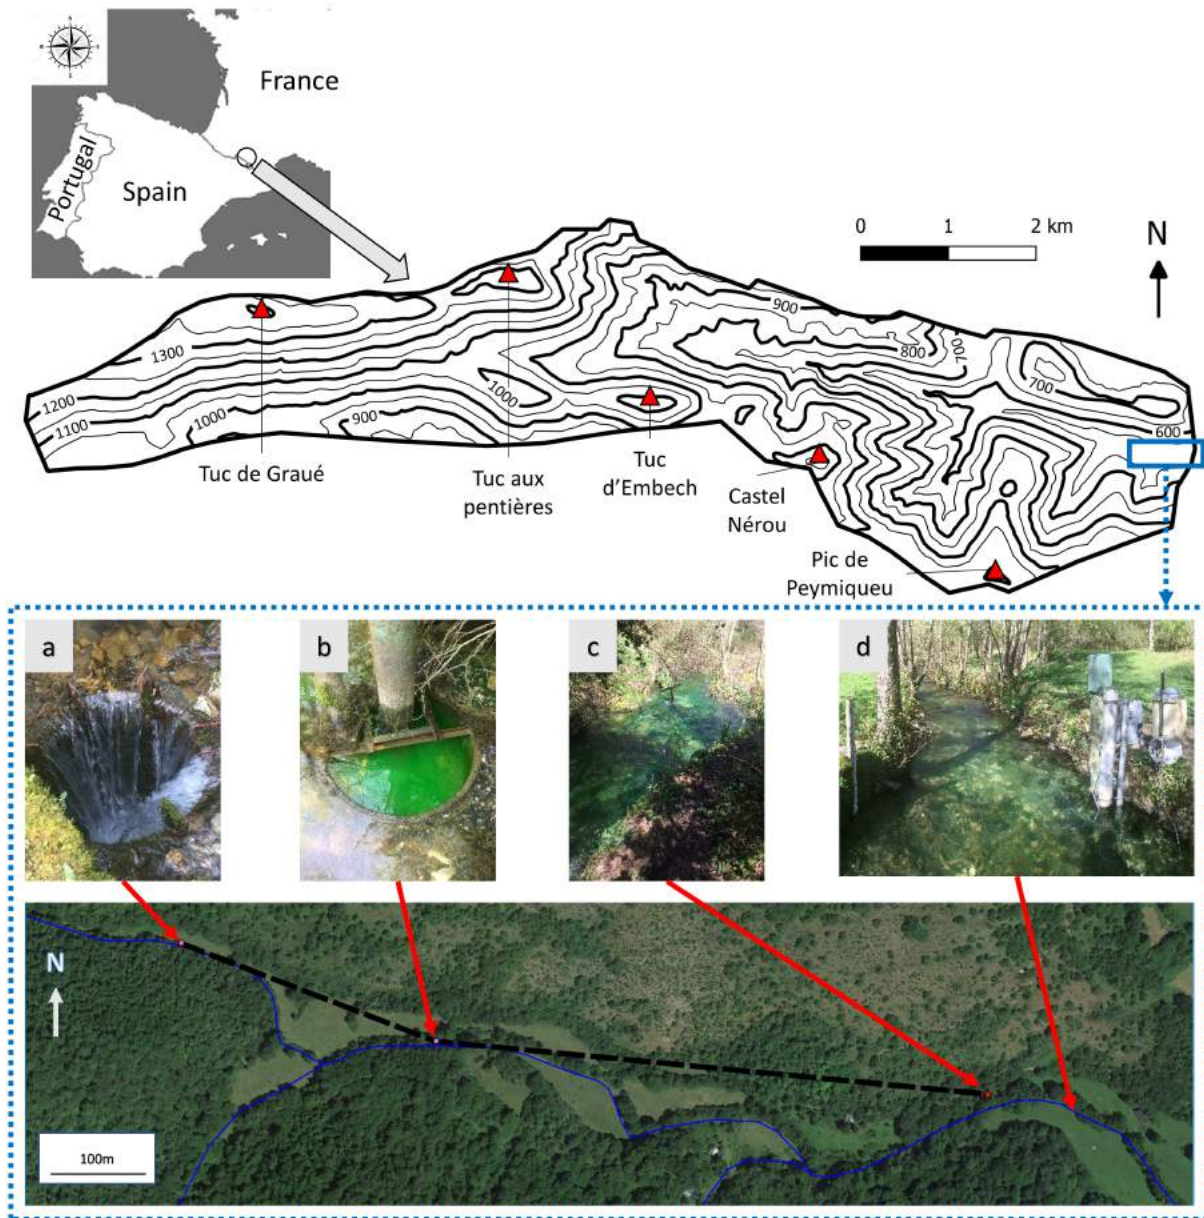 France
Portugal
Spain
0 1 2 km
N
1300
1200
1100
1000
900
1000
900
800
700
700
600
Tuc de Graué
Tuc aux
pentières
Tuc
d'Embech
Castel
Nérou
Pic de
Peymiqueu
a
b
c
d
N
100m